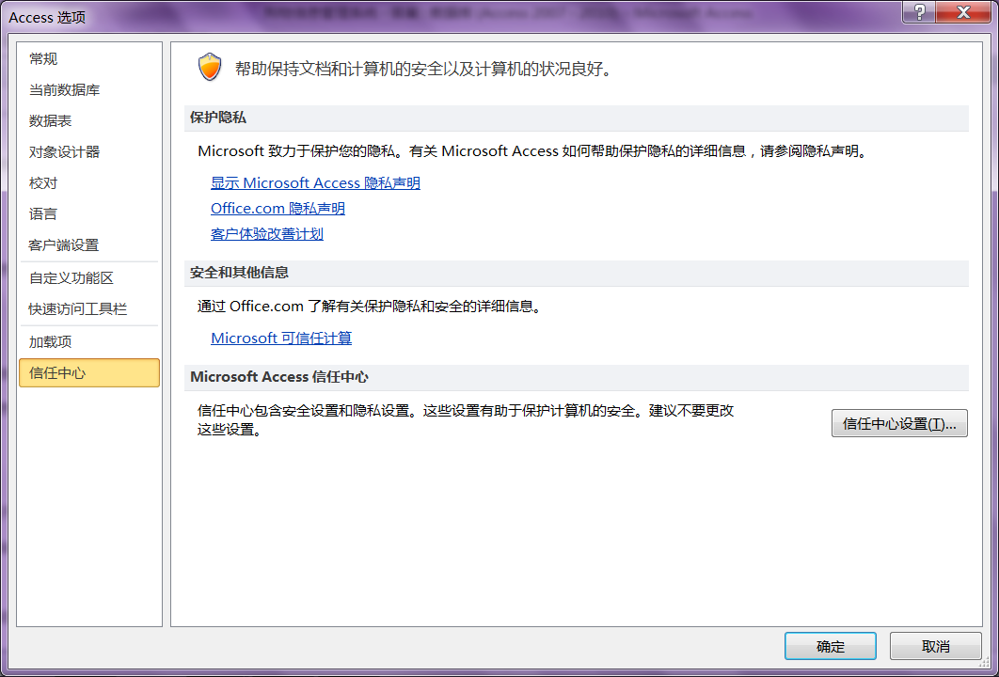 Access 选项
常规
当前数据库
数据表
对象设计器
校对
语言
客户端设置
自定义功能区
快速访问工具栏
加载项
信任中心
帮助保持文档和计算机的安全以及计算机的状况良好。
保护隐私
Microsoft 致力于保护您的隐私。有关 Microsoft Access 如何帮助保护隐私的详细信息，请参阅隐私声明。
显示 Microsoft Access 隐私声明
Office.com 隐私声明
客户体验改善计划
安全和其他信息
通过 Office.com 了解有关保护隐私和安全的详细信息。
Microsoft 可信任计算
Microsoft Access 信任中心
信任中心包含安全设置和隐私设置。这些设置有助于保护计算机的安全。建议不要更改
这些设置。
信任中心设置(T)...
确定
取消